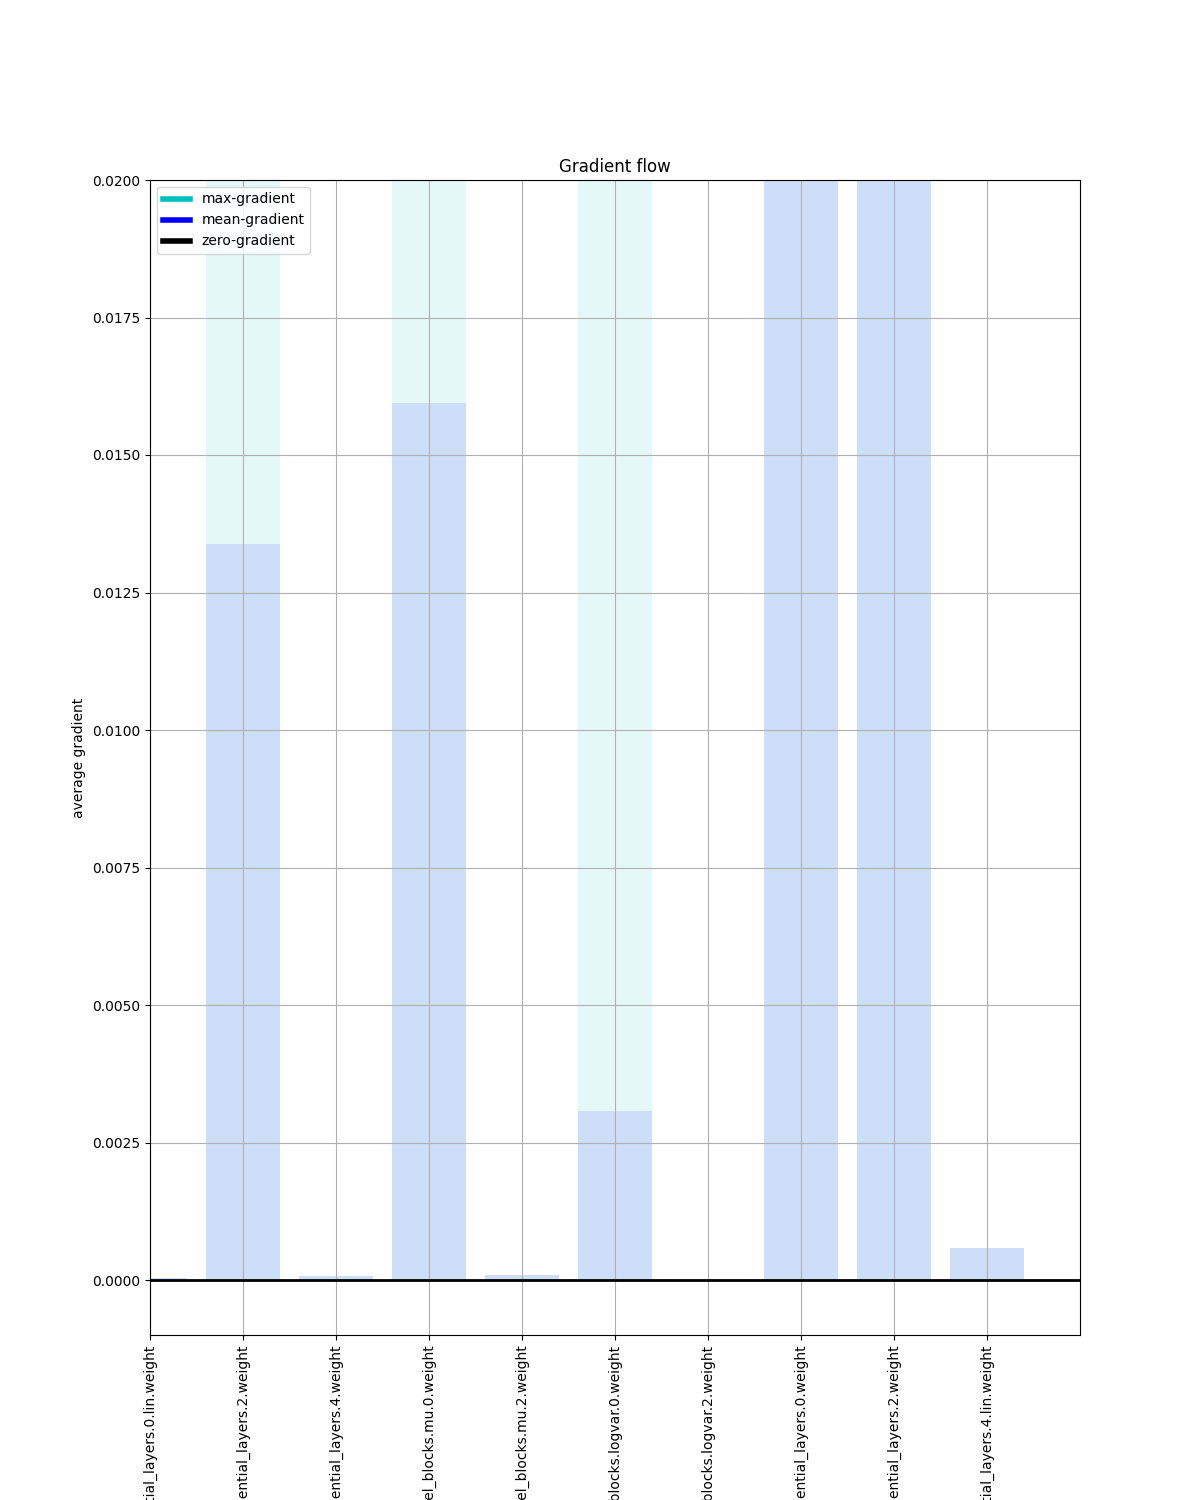 Gradient flow
max-gradient
mean-gradient
zero-gradient
average gradient
0.0200
0.0175
0.0150
0.0125
0.0100
0.0075
0.0050
0.0025
0.0000
tial_layers.0.lin.weight
ential_layers.2.weight
ential_layers.4.weight
el_blocks.mu.0.weight
el_blocks.mu.2.weight
blocks.logvar.0.weight
blocks.logvar.2.weight
ential_layers.0.weight
ential_layers.2.weight
tial_layers.4.lin.weight